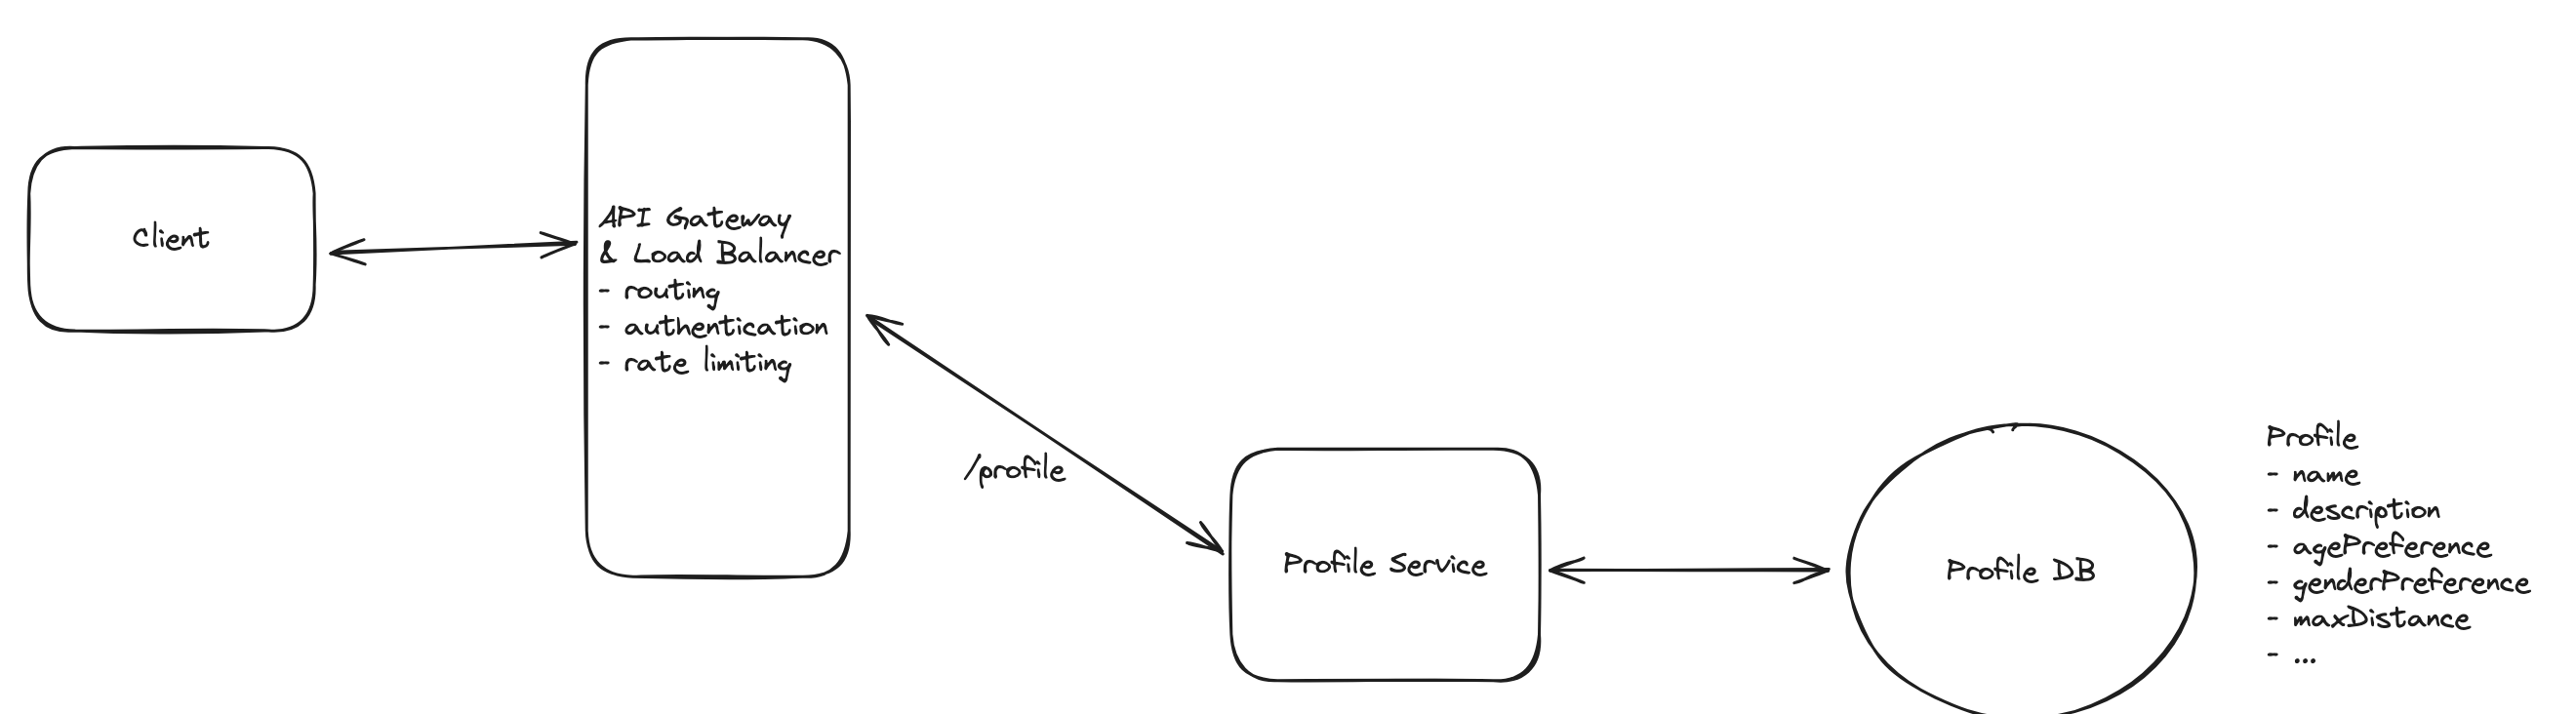 Client
API Gateway
& Load Balancer
- routing
- authentication
- rate limiting
/profile
Profile Service
Profile DB
Profile
- name
- description
- agePreference
- genderPreference
- maxDistance
- ...